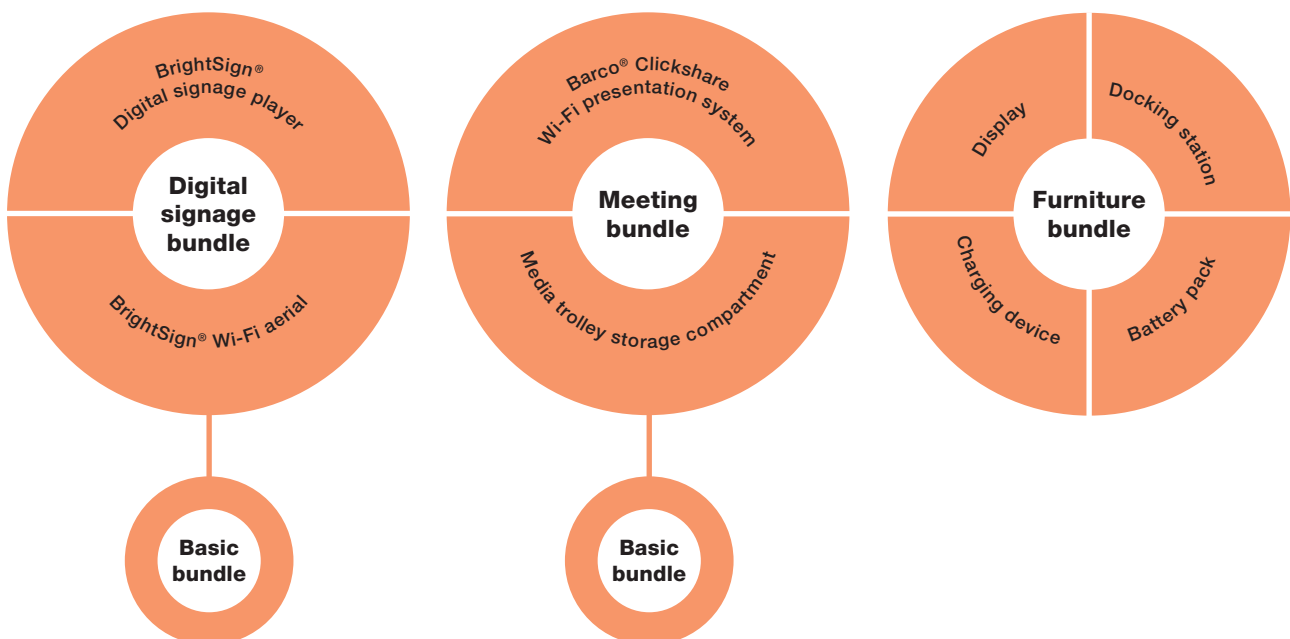 BrightSign®
Digital signage player
Digital
signage
bundle
BrightSign® Wi-Fi aerial
Basic
bundle
Barco® Clickshare
Wi-Fi presentation system
Meeting
bundle
Media trolley storage compartment
Basic
bundle
Display
Docking station
Furniture
bundle
Charging device
Battery pack